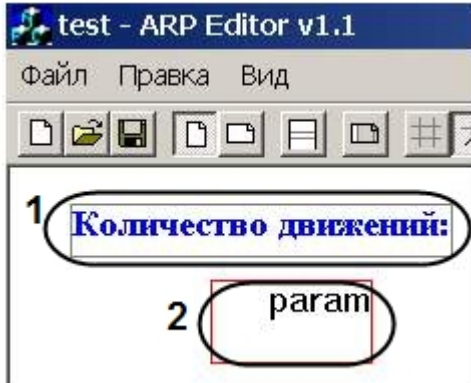 test - ARP Editor v1.1
Файл Правка Вид
1
Количество движений:
2
param